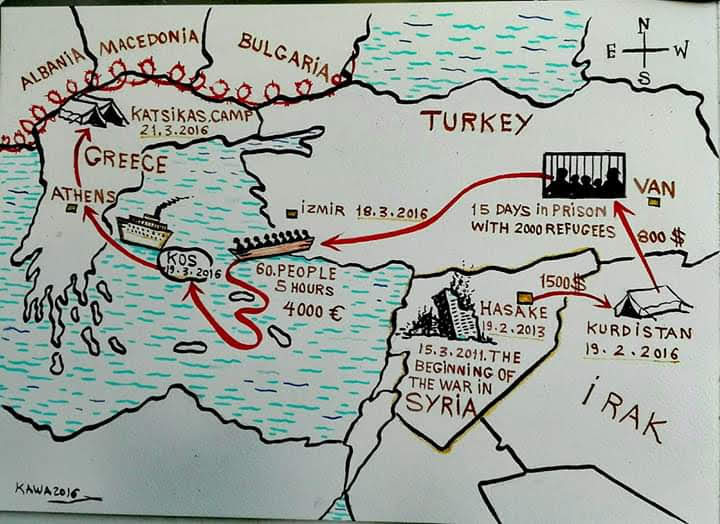 ALBANIA
MACEDONIA
BULGARIA
N
E W
S
KATSIKAS.CAMP
21.3.2016
GREECE
ATHENS
TURKEY
VAN
15 DAYS in PRISON
WITH 2000 REFUGEES
800 $
İZMİR 18.3.2016
KOS
19.3.2016
60.PEOPLE
5 HOURS
4000 €
1500$
HASAKE
19.2.2013
KURDISTAN
19.2.2016
15.3.2011.THE
BEGINNING OF
THE WAR IN
SYRIA
İRAK
KAWA2016